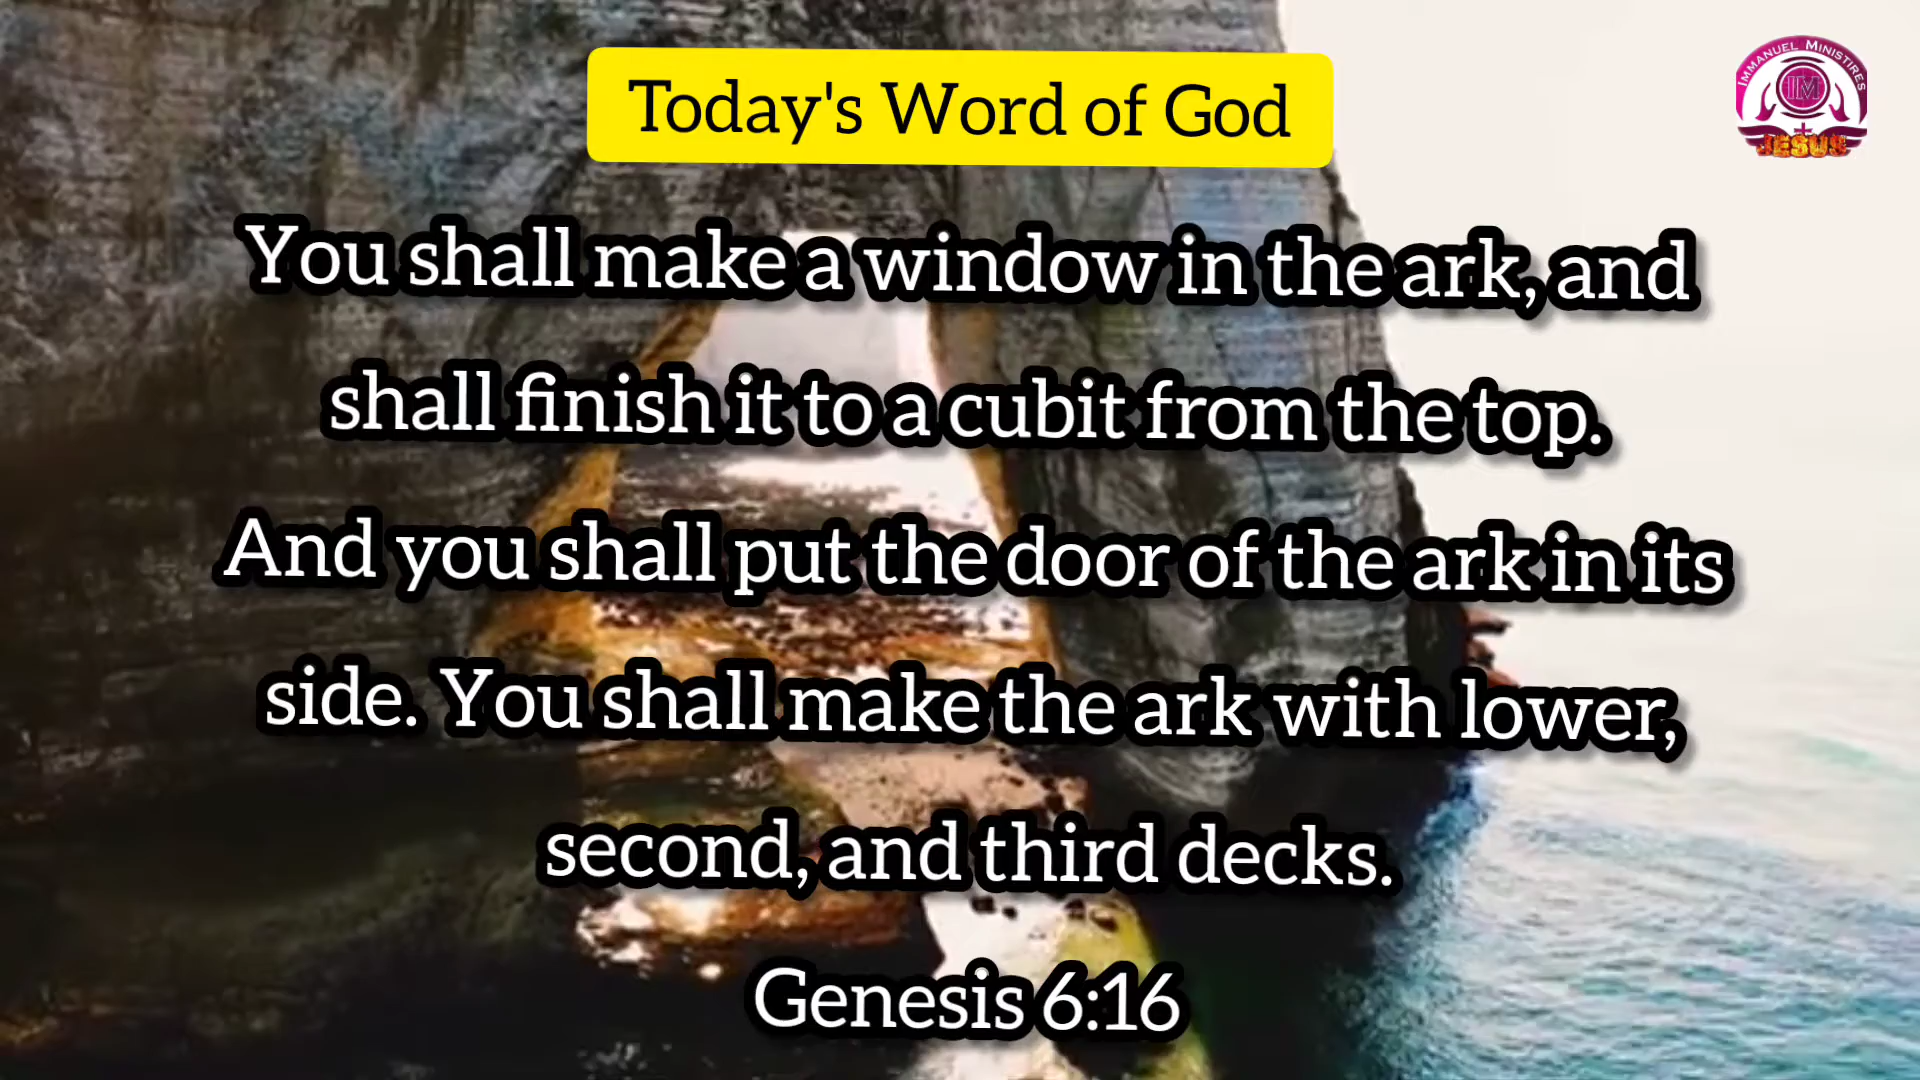 Today's Word of God
IMMANUEL MINISTIRES
IM
JESUS
You shall make a window in the ark, and
shall finish it to a cubit from the top.
And you shall put the door of the ark in its
side. You shall make the ark with lower,
second, and third decks.
Genesis 6:16